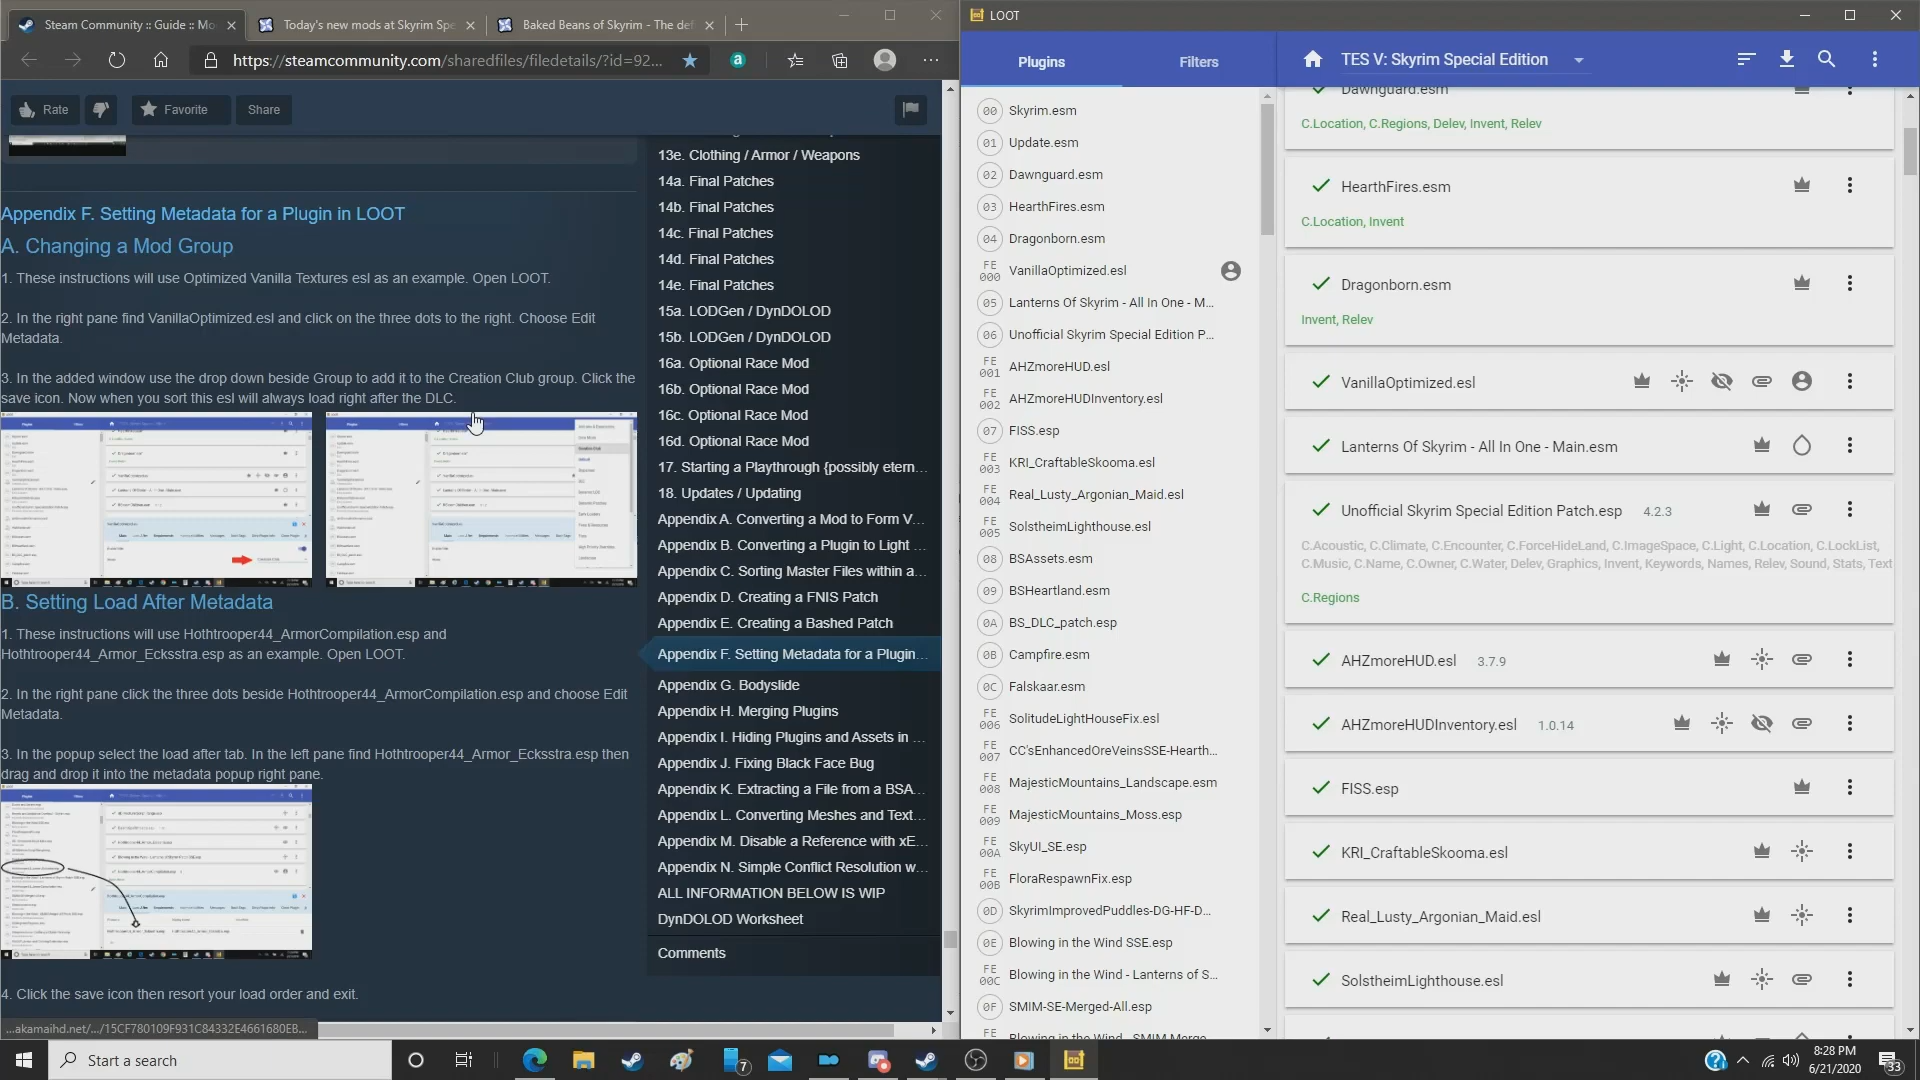 Steam Community :: Guide :: Mo
Today's new mods at Skyrim Spe
Baked Beans of Skyrim - The def
https://steamcommunity.com/sharedfiles/filedetails/?id=92...
Rate
Favorite
Share
Appendix F. Setting Metadata for a Plugin in LOOT
A. Changing a Mod Group
1. These instructions will use Optimized Vanilla Textures esl as an example. Open LOOT.
2. In the right pane find VanillaOptimized.esl and click on the three dots to the right. Choose Edit
Metadata.
3. In the added window use the drop down beside Group to add it to the Creation Club group. Click the
save icon. Now when you sort this esl will always load right after the DLC.
B. Setting Load After Metadata
1. These instructions will use Hothtrooper44_ArmorCompilation.esp and
Hothtrooper44_Armor_Ecksstra.esp as an example. Open LOOT.
2. In the right pane click the three dots beside Hothtrooper44_ArmorCompilation.esp and choose Edit
Metadata.
3. In the popup select the load after tab. In the left pane find Hothtrooper44_Armor_Ecksstra.esp then
drag and drop it into the metadata popup right pane.
4. Click the save icon then resort your load order and exit.
...akamaihd.net/.../15CF780109F931C84332E4661680EB...
13e. Clothing / Armor / Weapons
14a. Final Patches
14b. Final Patches
14c. Final Patches
14d. Final Patches
14e. Final Patches
15a. LODGen / DynDOLOD
15b. LODGen / DynDOLOD
16a. Optional Race Mod
16b. Optional Race Mod
16c. Optional Race Mod
16d. Optional Race Mod
17. Starting a Playthrough {possibly etern...
18. Updates / Updating
Appendix A. Converting a Mod to Form V...
Appendix B. Converting a Plugin to Light ...
Appendix C. Sorting Master Files within a...
Appendix D. Creating a FNIS Patch
Appendix E. Creating a Bashed Patch
Appendix F. Setting Metadata for a Plugin...
Appendix G. Bodyslide
Appendix H. Merging Plugins
Appendix I. Hiding Plugins and Assets in ...
Appendix J. Fixing Black Face Bug
Appendix K. Extracting a File from a BSA...
Appendix L. Converting Meshes and Text...
Appendix M. Disable a Reference with xE...
Appendix N. Simple Conflict Resolution w...
ALL INFORMATION BELOW IS WIP
DynDOLOD Worksheet
Comments
LOOT
Plugins
Filters
TES V: Skyrim Special Edition
00 Skyrim.esm
01 Update.esm
02 Dawnguard.esm
03 HearthFires.esm
04 Dragonborn.esm
FE 000 VanillaOptimized.esl
05 Lanterns Of Skyrim - All In One - M...
06 Unofficial Skyrim Special Edition P...
FE 001 AHZmoreHUD.esl
FE 002 AHZmoreHUDInventory.esl
07 FISS.esp
FE 003 KRI_CraftableSkooma.esl
FE 004 Real_Lusty_Argonian_Maid.esl
FE 005 SolstheimLighthouse.esl
08 BSAssets.esm
09 BSHeartland.esm
0A BS_DLC_patch.esp
0B Campfire.esm
0C Falskaar.esm
FE 006 SolitudeLightHouseFix.esl
FE 007 CC'sEnhancedOreVeinsSSE-Hearth...
FE 008 MajesticMountains_Landscape.esm
FE 009 MajesticMountains_Moss.esp
FE 00A SkyUI_SE.esp
FE 00B FloraRespawnFix.esp
0D SkyrimImprovedPuddles-DG-HF-D...
0E Blowing in the Wind SSE.esp
FE 00C Blowing in the Wind - Lanterns of S...
0F SMIM-SE-Merged-All.esp
FE Blowing in the Wind - SMIM Merge
Dawnguard.esm
C.Location, C.Regions, Delev, Invent, Relev
HearthFires.esm
C.Location, Invent
Dragonborn.esm
Invent, Relev
VanillaOptimized.esl
Lanterns Of Skyrim - All In One - Main.esm
Unofficial Skyrim Special Edition Patch.esp 4.2.3
C.Acoustic, C.Climate, C.Encounter, C.ForceHideLand, C.ImageSpace, C.Light, C.Location, C.LockList,
C.Music, C.Name, C.Owner, C.Water, Delev, Graphics, Invent, Keywords, Names, Relev, Sound, Stats, Text
C.Regions
AHZmoreHUD.esl 3.7.9
AHZmoreHUDInventory.esl 1.0.14
FISS.esp
KRI_CraftableSkooma.esl
Real_Lusty_Argonian_Maid.esl
SolstheimLighthouse.esl
Start a search
7
8:28 PM
6/21/2020
33